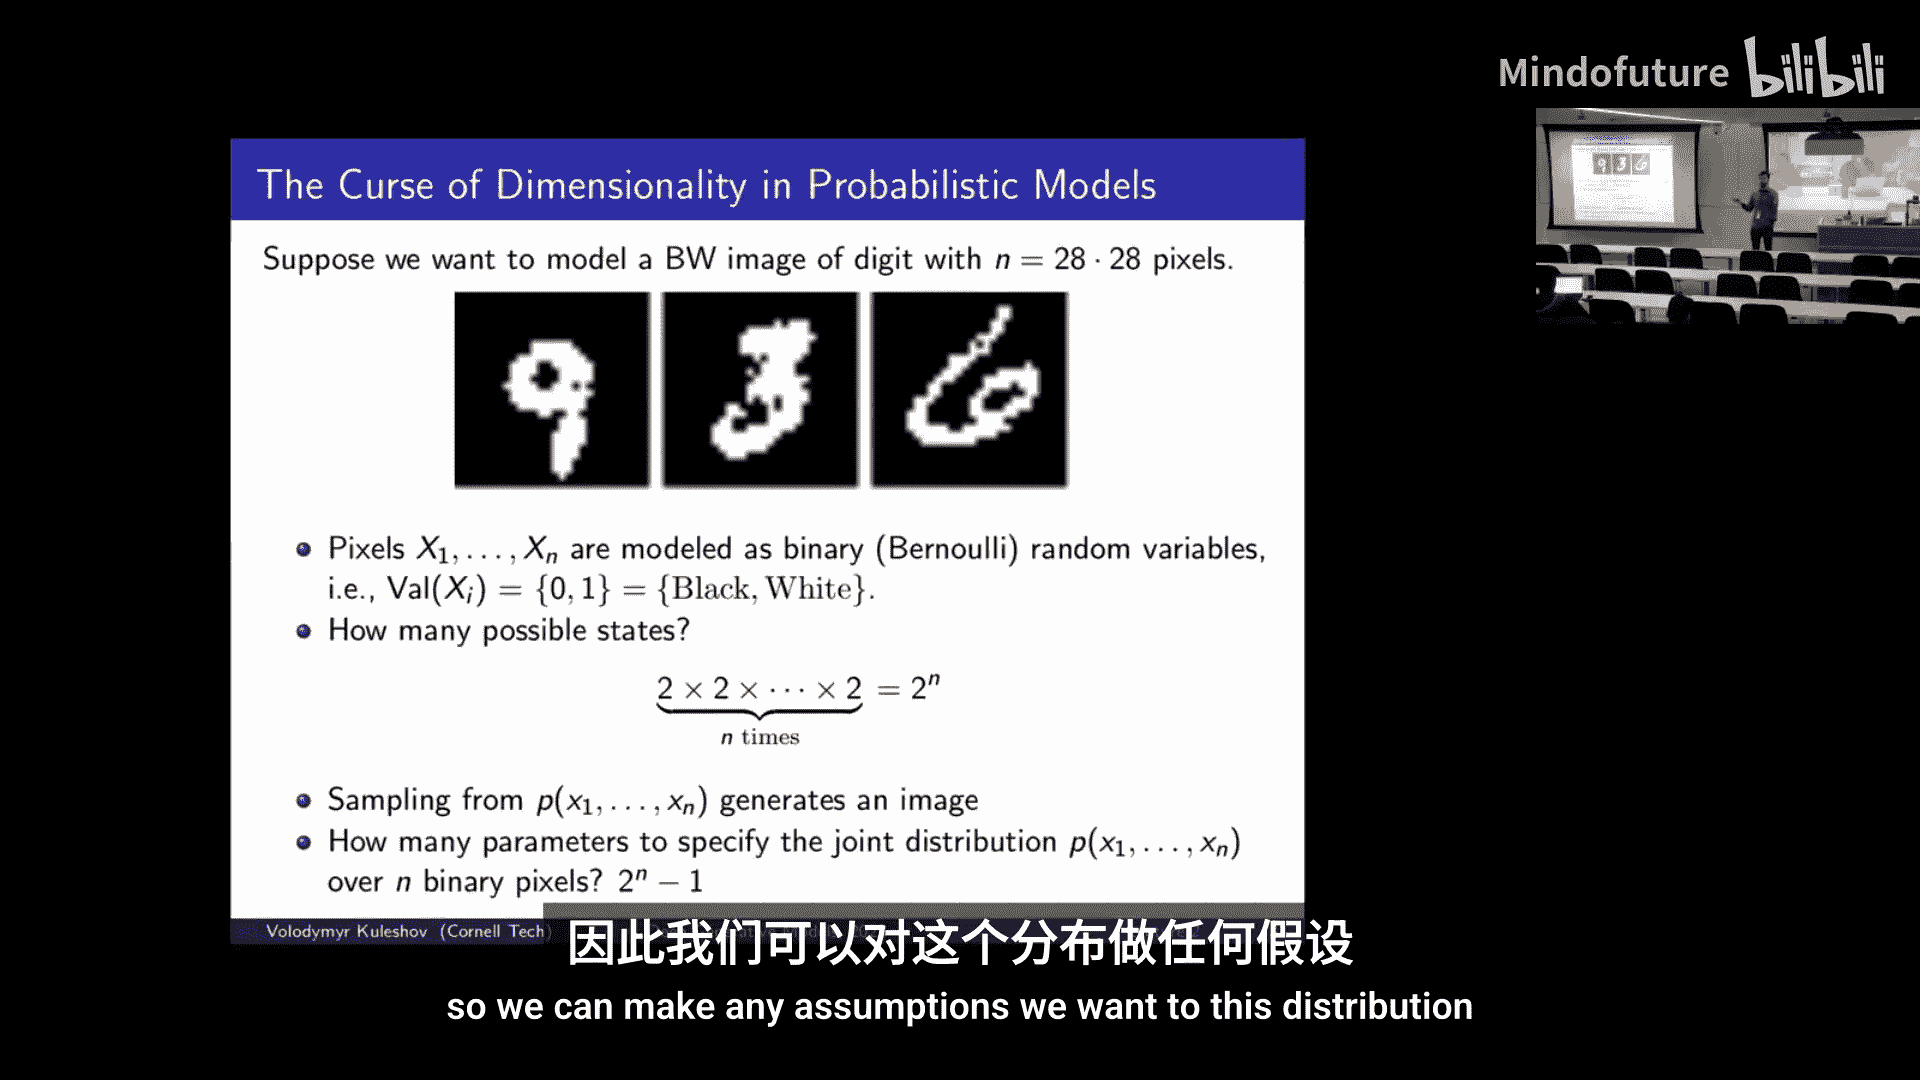 Mindofuture bilibili
The Curse of Dimensionality in Probabilistic Models
Suppose we want to model a BW image of digit with n = 28 · 28 pixels.
9 3 6
Pixels X₁, . . . , Xₙ are modeled as binary (Bernoulli) random variables,
i.e., Val(Xᵢ) = {0, 1} = {Black, White}.
How many possible states?
2 × 2 × · · · × 2 = 2ⁿ
n times
Sampling from p(x₁, . . . , xₙ) generates an image
How many parameters to specify the joint distribution p(x₁, . . . , xₙ)
over n binary pixels? 2ⁿ − 1
Volodymyr Kuleshov (Cornell Tech)
因此我们可以对这个分布做任何假设
so we can make any assumptions we want to this distribution